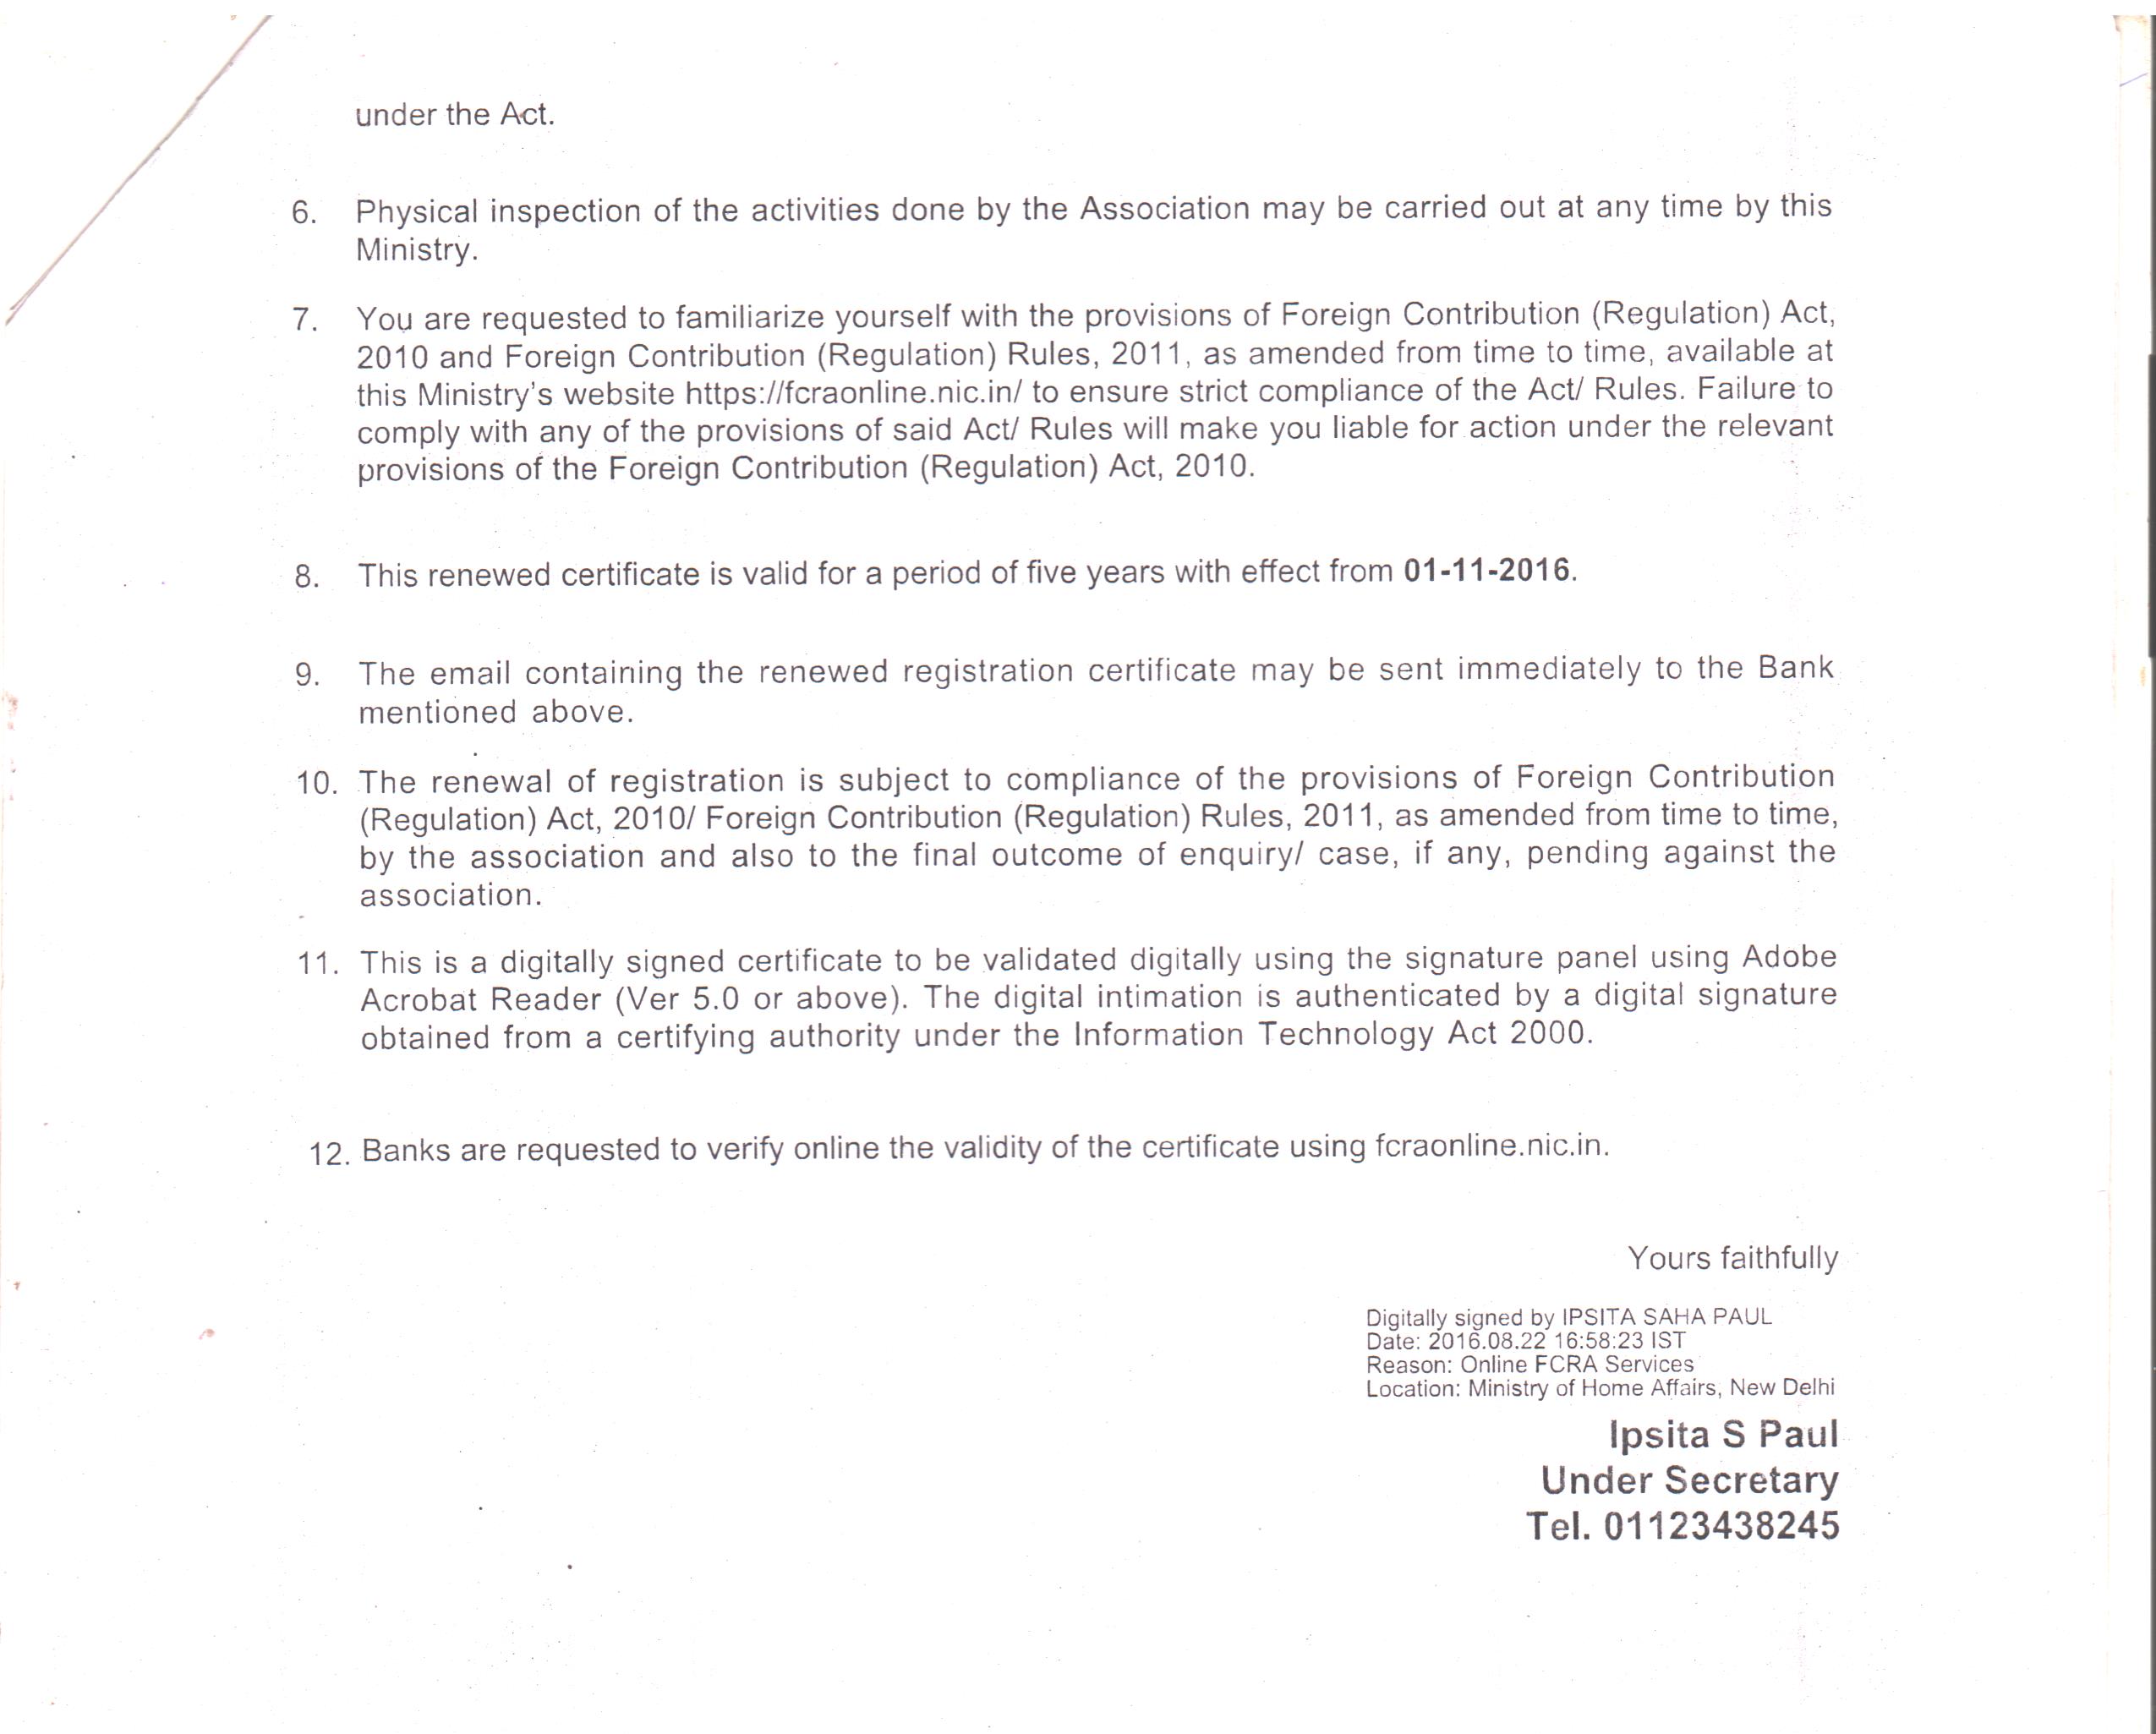 under the Act.
6. Physical inspection of the activities done by the Association may be carried out at any time by this
Ministry.
7. You are requested to familiarize yourself with the provisions of Foreign Contribution (Regulation) Act,
2010 and Foreign Contribution (Regulation) Rules, 2011, as amended from time to time, available at
this Ministry's website https://fcraonline.nic.in/ to ensure strict compliance of the Act/ Rules. Failure to
comply with any of the provisions of said Act/ Rules will make you liable for action under the relevant
provisions of the Foreign Contribution (Regulation) Act, 2010.
8. This renewed certificate is valid for a period of five years with effect from 01-11-2016.
9. The email containing the renewed registration certificate may be sent immediately to the Bank
mentioned above.
10. The renewal of registration is subject to compliance of the provisions of Foreign Contribution
(Regulation) Act, 2010/ Foreign Contribution (Regulation) Rules, 2011, as amended from time to time,
by the association and also to the final outcome of enquiry/ case, if any, pending against the
association.
11. This is a digitally signed certificate to be validated digitally using the signature panel using Adobe
Acrobat Reader (Ver 5.0 or above). The digital intimation is authenticated by a digital signature
obtained from a certifying authority under the Information Technology Act 2000.
12. Banks are requested to verify online the validity of the certificate using fcraonline.nic.in.
Yours faithfully
Digitally signed by IPSITA SAHA PAUL
Date: 2016.08.22 16:58:23 IST
Reason: Online FCRA Services
Location: Ministry of Home Affairs, New Delhi
Ipsita S Paul
Under Secretary
Tel. 01123438245